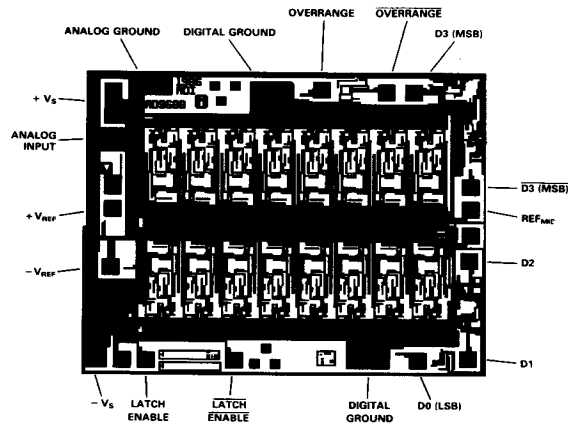 OVERRANGE
OVERRANGE
ANALOG GROUND
DIGITAL GROUND
D3 (MSB)
+ Vs
ANALOG
INPUT
D3 (MSB)
+ VREF
REFMID
− VREF
D2
D1
− Vs
LATCH
ENABLE
LATCH
ENABLE
DIGITAL
GROUND
D0 (LSB)